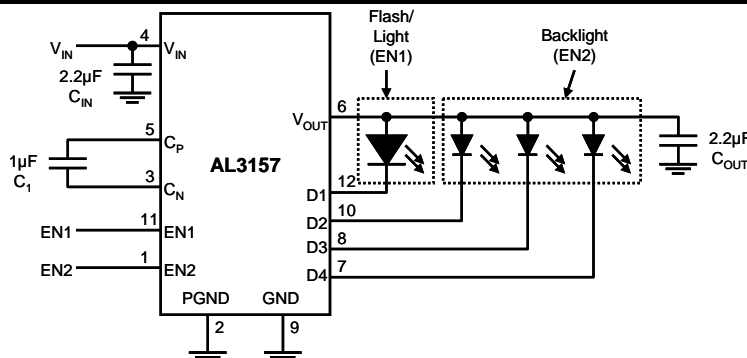 Flash/
Light
(EN1)
Backlight
(EN2)
4
V_IN
V_IN
2.2µF
C_IN
6
V_OUT
5
C_P
2.2µF
C_OUT
1µF
C_1
AL3157
3
C_N
12
D1
10
D2
11
EN1
EN1
8
D3
1
EN2
EN2
7
D4
PGND
GND
2
9